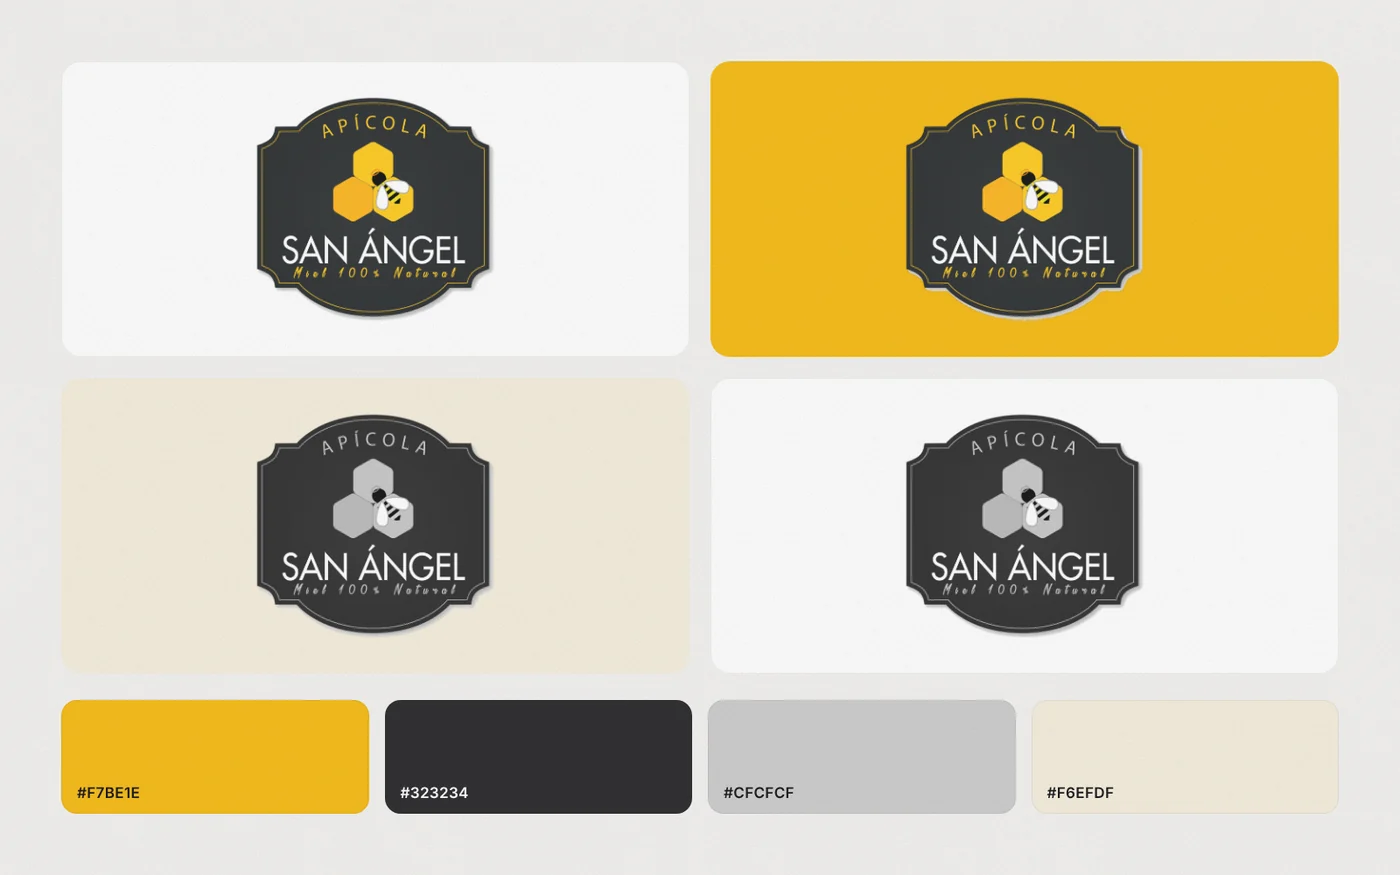 APÍCOLA
SAN ÁNGEL
Miel 100% Natural
APÍCOLA
SAN ÁNGEL
Miel 100% Natural
APÍCOLA
SAN ÁNGEL
Miel 100% Natural
APÍCOLA
SAN ÁNGEL
Miel 100% Natural
#F7BE1E
#323234
#CFCFCF
#F6EFDF